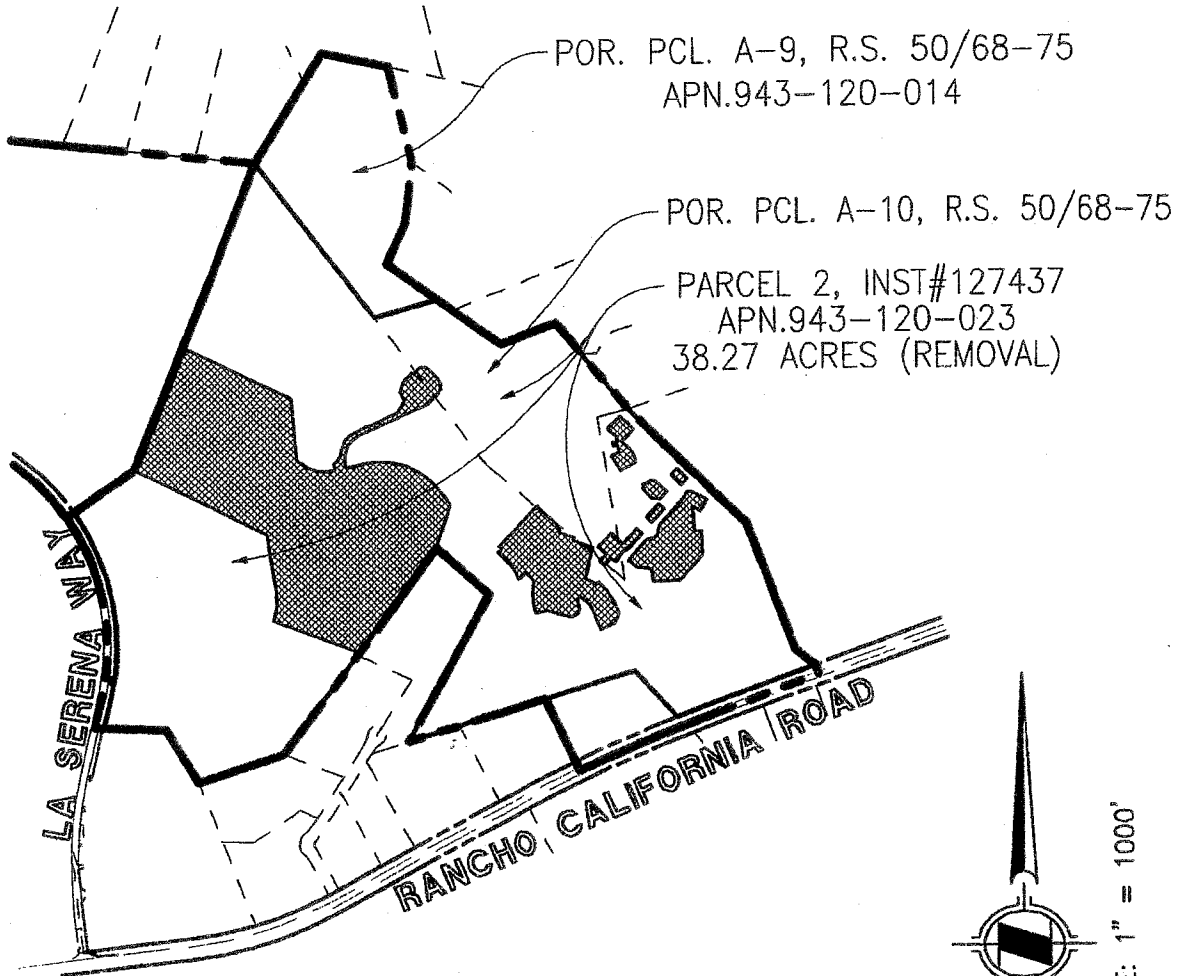 POR. PCL. A-9, R.S. 50/68-75
APN.943-120-014
POR. PCL. A-10, R.S. 50/68-75
PARCEL 2, INST#127437
APN.943-120-023
38.27 ACRES (REMOVAL)
LA SERENA WAY
RANCHO CALIFORNIA ROAD
: 1" = 1000'